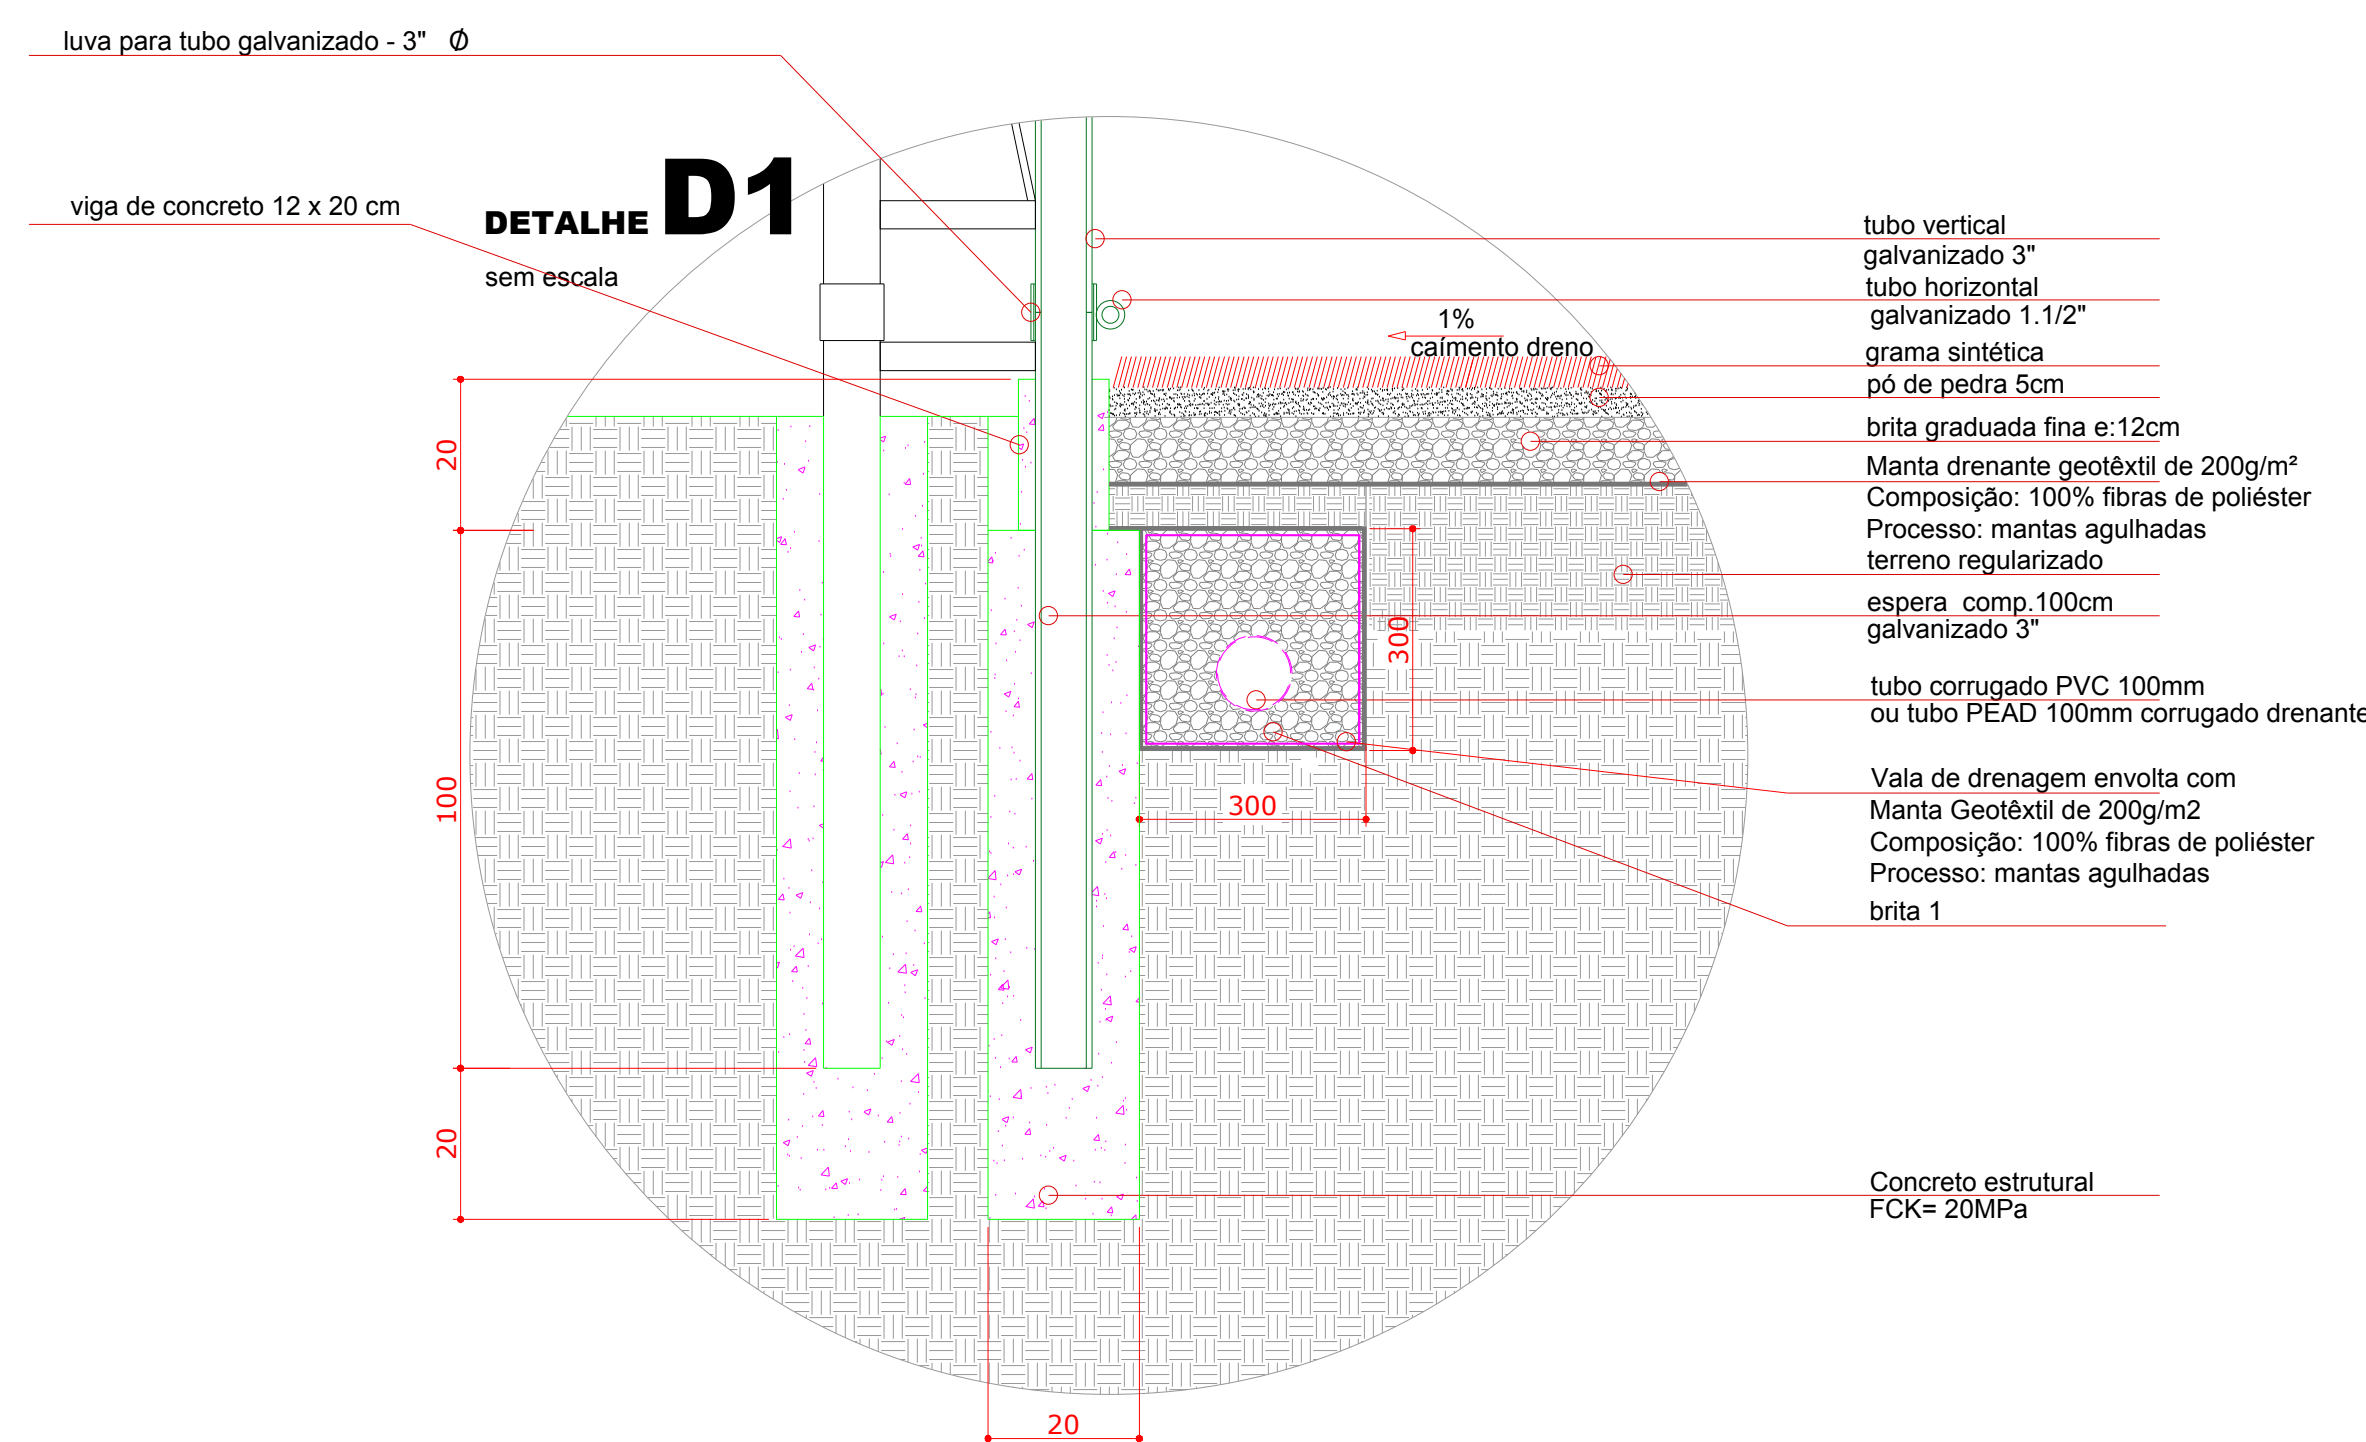 luva para tubo galvanizado - 3" Ø
viga de concreto 12 x 20 cm
DETALHE D1
sem escala
tubo vertical
galvanizado 3"
tubo horizontal
galvanizado 1.1/2"
1%
caímento dreno
grama sintética
pó de pedra 5cm
brita graduada fina e:12cm
Manta drenante geotêxtil de 200g/m²
Composição: 100% fibras de poliéster
Processo: mantas agulhadas
terreno regularizado
espera comp.100cm
galvanizado 3"
tubo corrugado PVC 100mm
ou tubo PEAD 100mm corrugado drenante
Vala de drenagem envolta com
Manta Geotêxtil de 200g/m2
Composição: 100% fibras de poliéster
Processo: mantas agulhadas
brita 1
Concreto estrutural
FCK= 20MPa
20
100
20
300
300
20